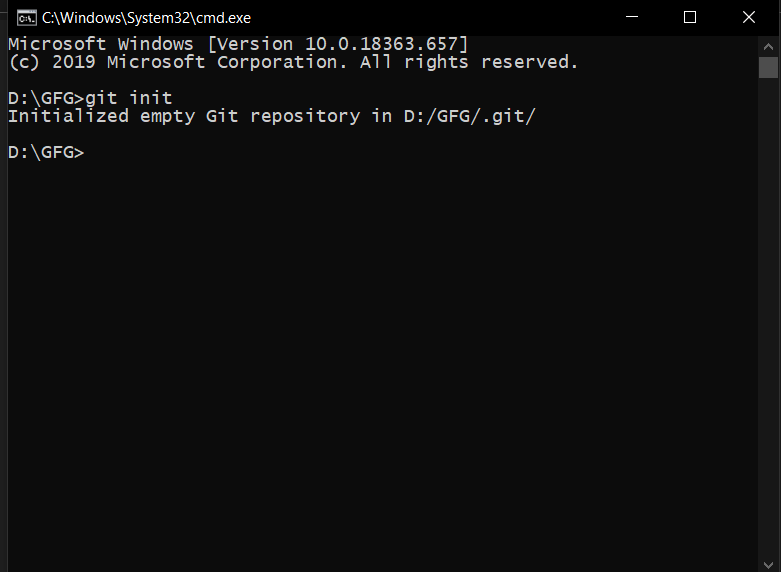 C:\Windows\System32\cmd.exe
Microsoft Windows [Version 10.0.18363.657]
(c) 2019 Microsoft Corporation. All rights reserved.
D:\GFG>git init
Initialized empty Git repository in D:/GFG/.git/
D:\GFG>